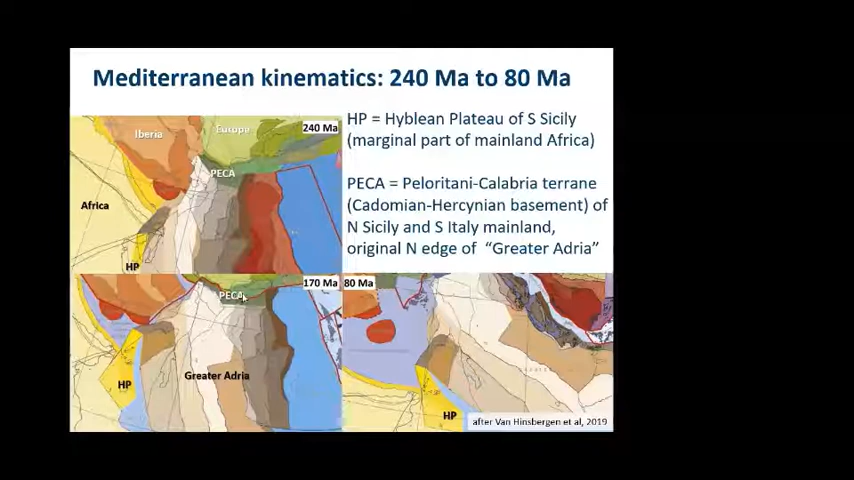 Mediterranean kinematics: 240 Ma to 80 Ma
Iberia
Europe
240 Ma
PECA
Africa
HP
HP = Hyblean Plateau of S Sicily
(marginal part of mainland Africa)
PECA = Peloritani-Calabria terrane
(Cadomian-Hercynian basement) of
N Sicily and S Italy mainland,
original N edge of “Greater Adria”
PECA
170 Ma
HP
Greater Adria
80 Ma
HP
after Van Hinsbergen et al, 2019